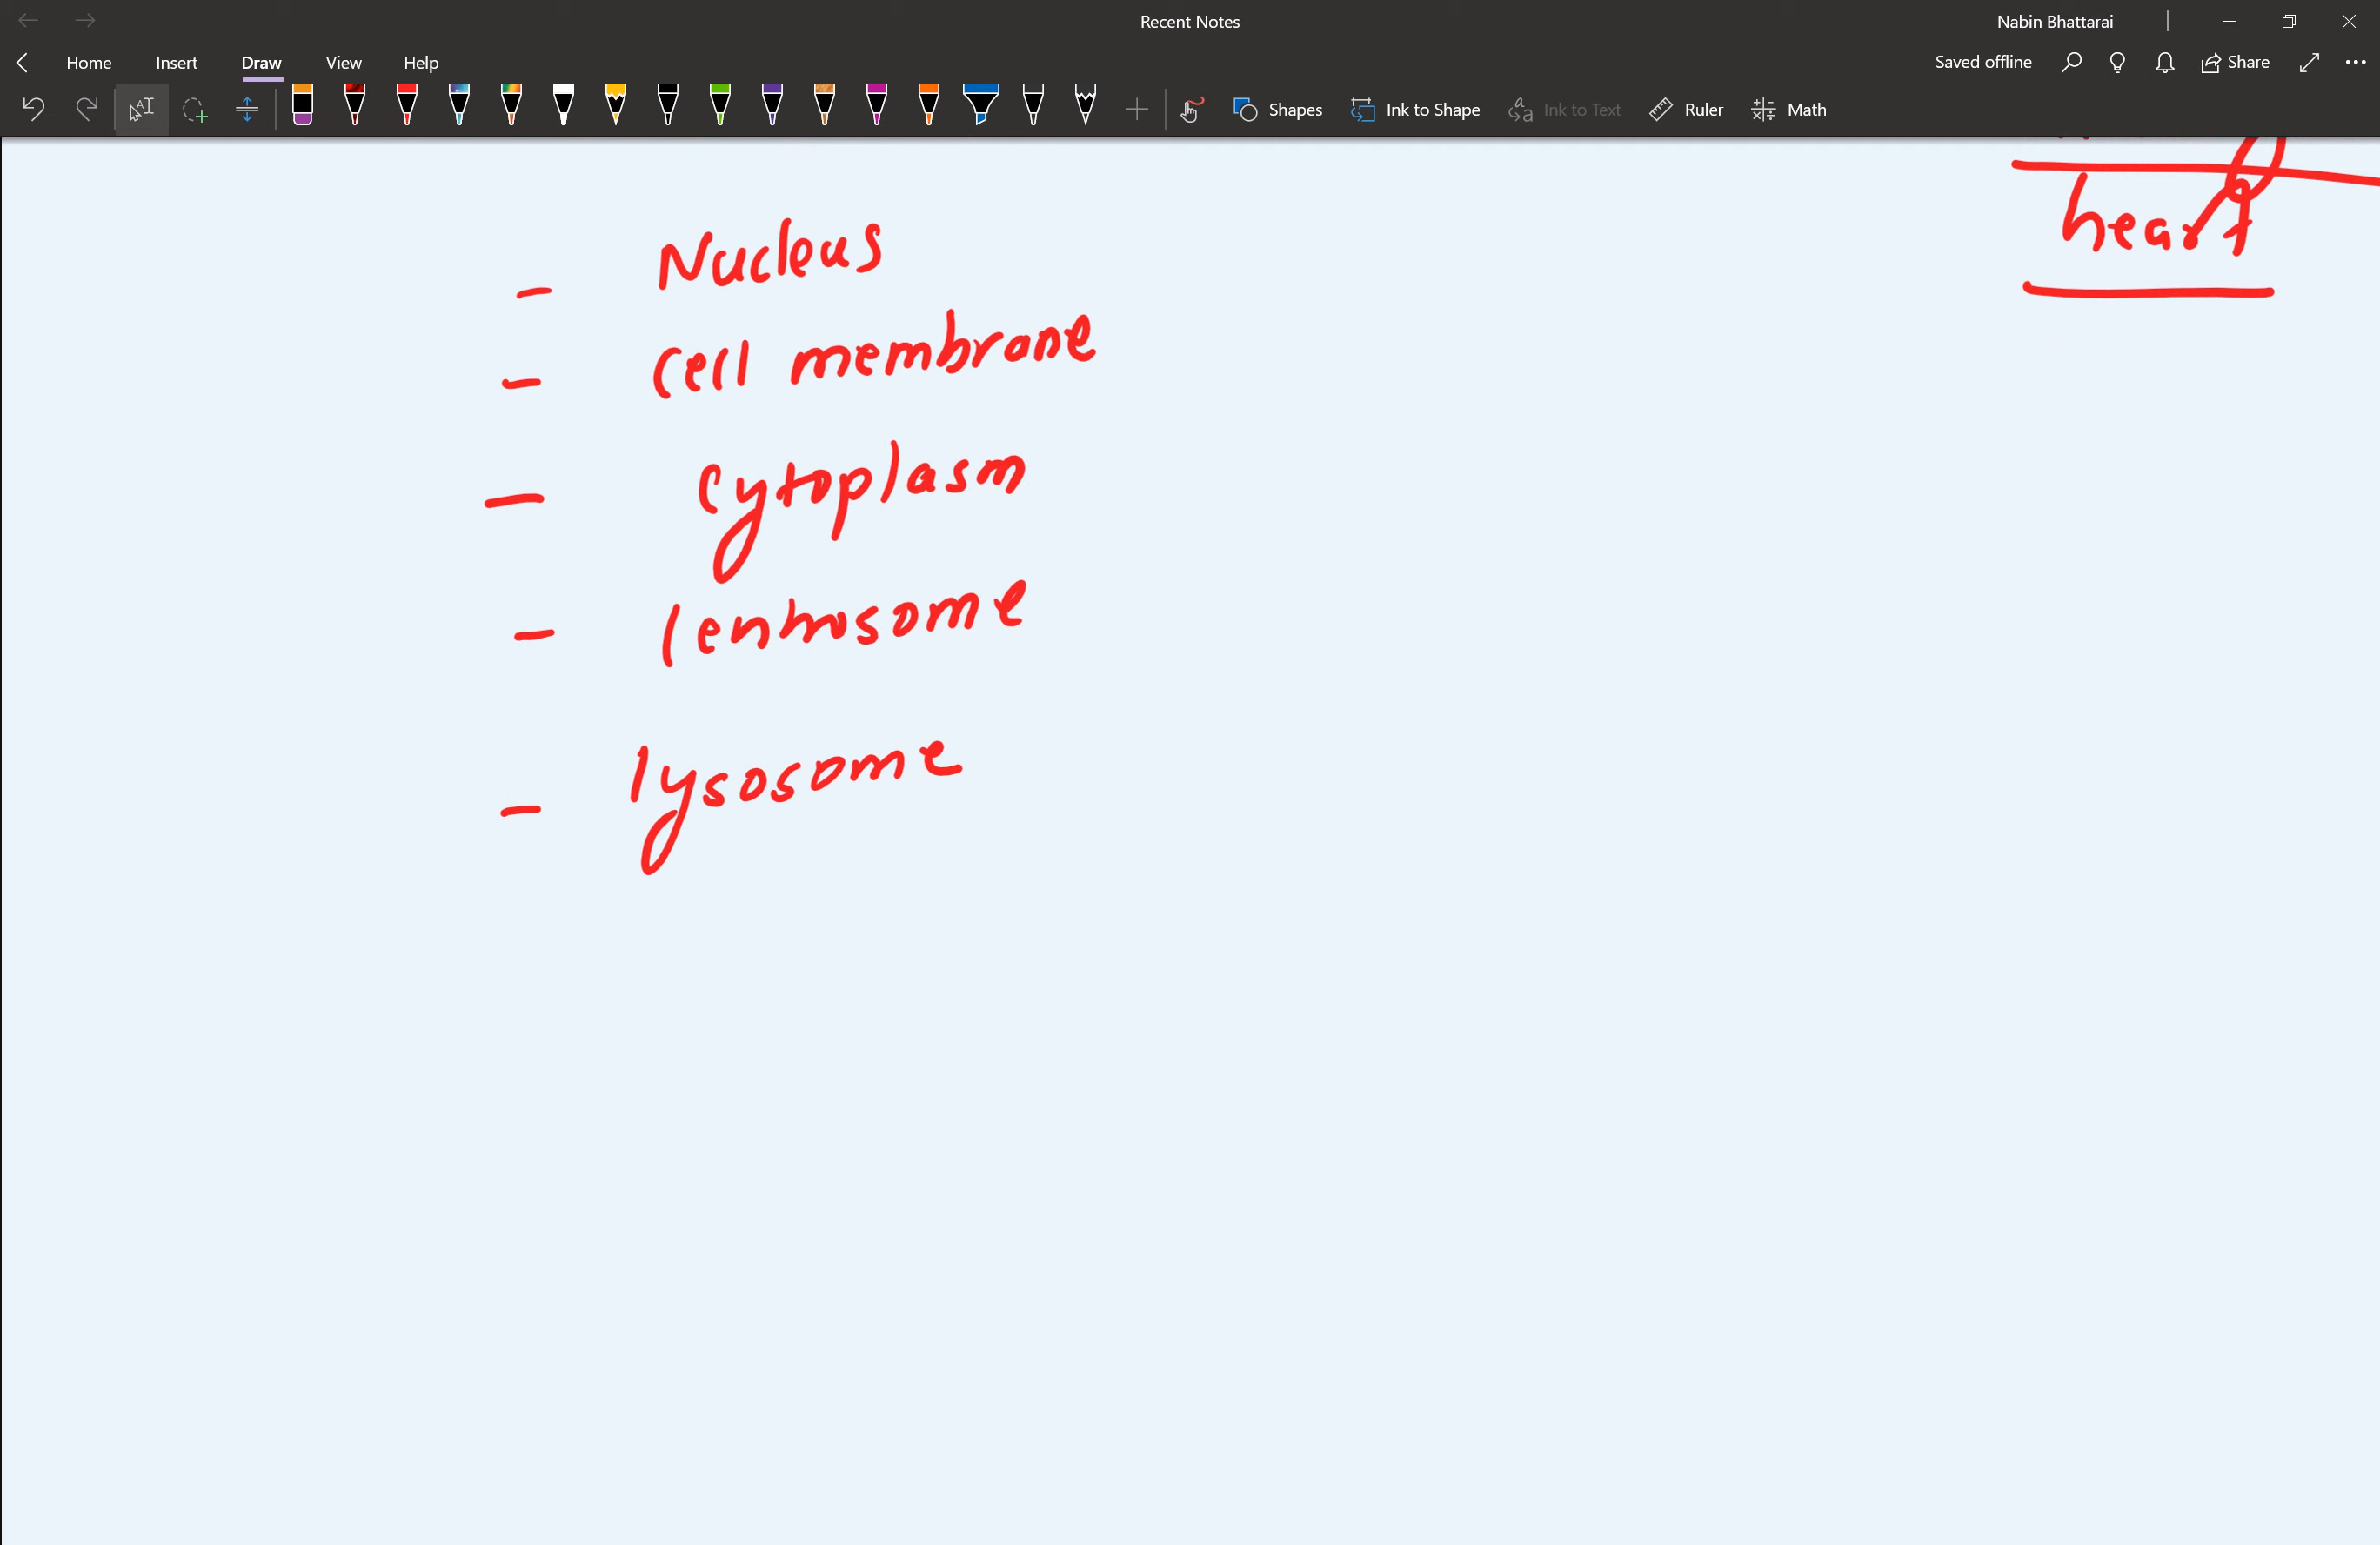 Recent Notes
Nabin Bhattarai
Home Insert Draw View Help
Saved offline
Share
Shapes Ink to Shape Ink to Text Ruler Math
heart
- Nucleus
- Cell membrane
- Cytoplasm
- Centrosome
- lysosome